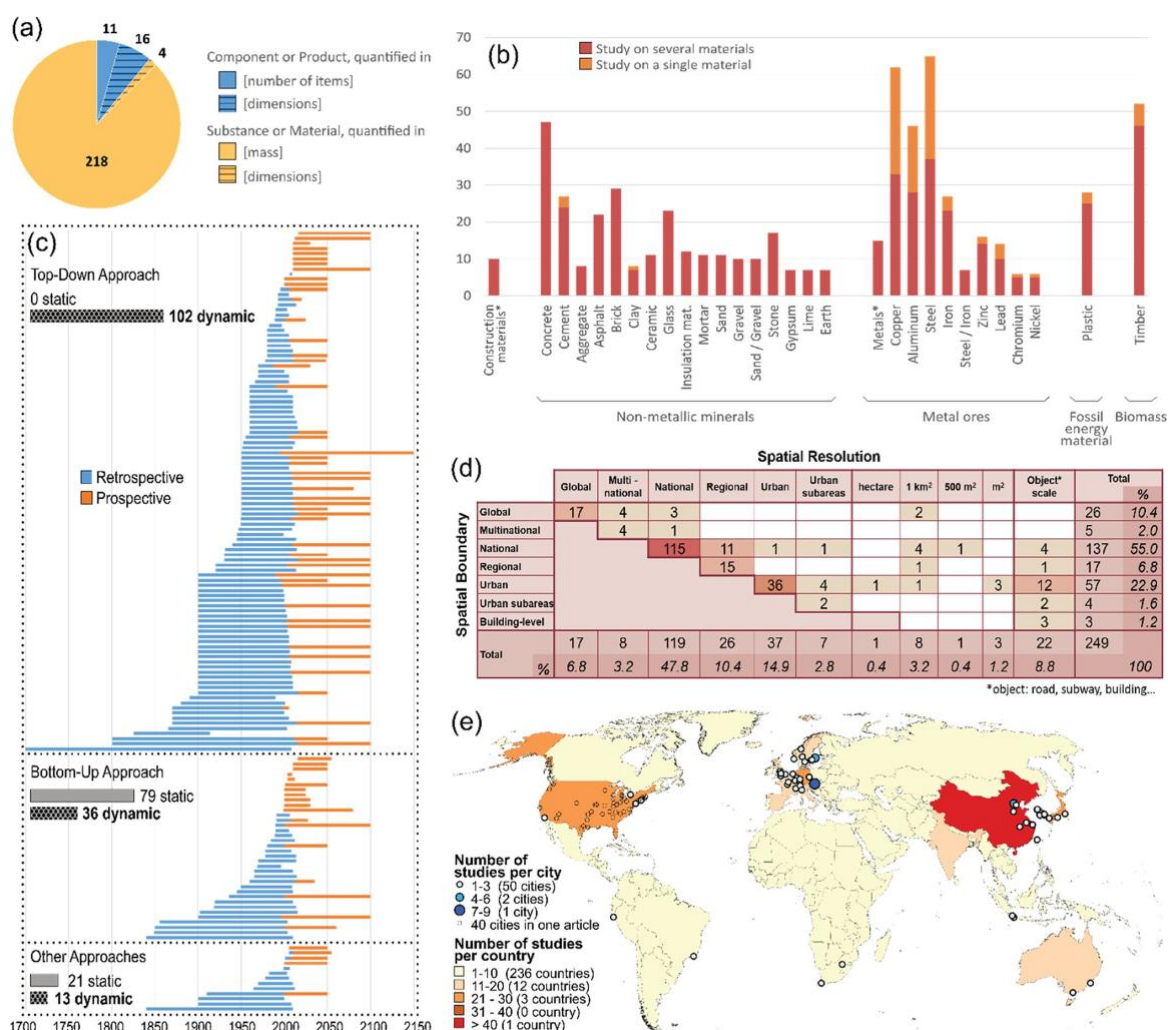 (a)
11
16
4
218
Component or Product, quantified in
[number of items]
[dimensions]
Substance or Material, quantified in
[mass]
[dimensions]
(b)
Study on several materials
Study on a single material
70
60
50
40
30
20
10
0
Construction materials*
Concrete
Cement
Aggregate
Asphalt
Brick
Clay
Ceramic
Glass
Insulation mat.
Mortar
Sand
Gravel
Sand / Gravel
Stone
Gypsum
Lime
Earth
Metals*
Copper
Aluminum
Steel
Iron
Steel / Iron
Zinc
Lead
Chromium
Nickel
Plastic
Timber
Non-metallic minerals
Metal ores
Fossil energy material
Biomass
(c)
Top-Down Approach
0 static
102 dynamic
Retrospective
Prospective
Bottom-Up Approach
79 static
36 dynamic
Other Approaches
21 static
13 dynamic
1700 1750 1800 1850 1900 1950 2000 2050 2100 2150
(d)
Spatial Resolution
Global Multi - national National Regional Urban Urban subareas hectare 1 km² 500 m² m² Object* scale Total %
Spatial Boundary
Global 17 4 3 2 26 10.4
Multinational 4 1 5 2.0
National 115 11 1 1 4 1 4 137 55.0
Regional 15 1 1 17 6.8
Urban 36 4 1 1 3 12 57 22.9
Urban subareas 2 2 4 1.6
Building-level 3 3 1.2
Total 17 8 119 26 37 7 1 8 1 3 22 249
% 6.8 3.2 47.8 10.4 14.9 2.8 0.4 3.2 0.4 1.2 8.8 100
*object: road, subway, building...
(e)
Number of studies per city
1-3 (50 cities)
4-6 (2 cities)
7-9 (1 city)
40 cities in one article
Number of studies per country
1-10 (236 countries)
11-20 (12 countries)
21 - 30 (3 countries)
31 - 40 (0 country)
> 40 (1 country)